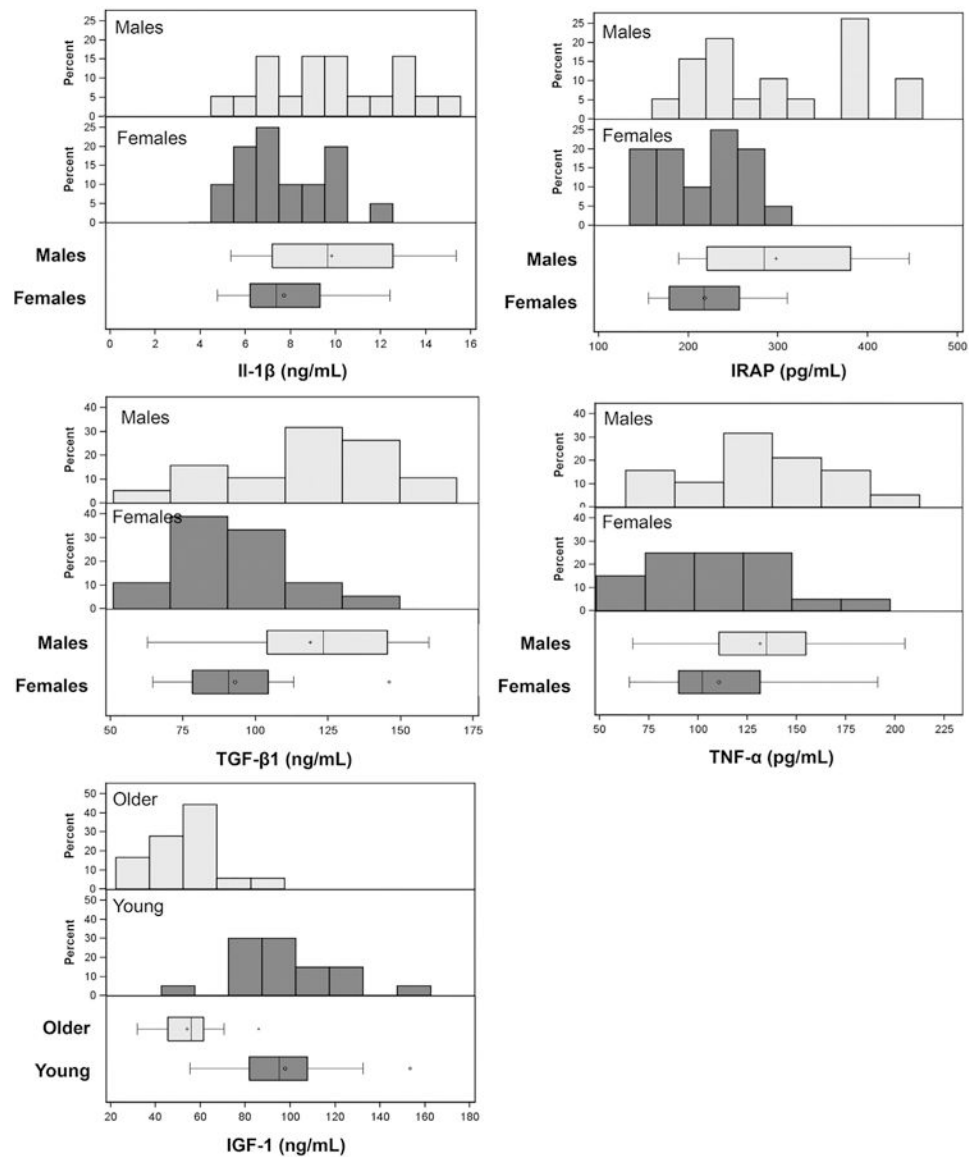 Males
Percent
25
20
15
10
5
0
Females
Percent
25
20
15
10
5
0
Males
Females
0 2 4 6 8 10 12 14 16
Il-1β (ng/mL)
Males
Percent
25
20
15
10
5
0
Females
Percent
25
20
15
10
5
0
Males
Females
100 200 300 400 500
IRAP (pg/mL)
Males
Percent
40
30
20
10
0
Females
Percent
40
30
20
10
0
Males
Females
50 75 100 125 150 175
TGF-β1 (ng/mL)
Males
Percent
40
30
20
10
0
Females
Percent
40
30
20
10
0
Males
Females
50 75 100 125 150 175 200 225
TNF-α (pg/mL)
Older
Percent
50
40
30
20
10
0
Young
Percent
50
40
30
20
10
0
Older
Young
20 40 60 80 100 120 140 160 180
IGF-1 (ng/mL)